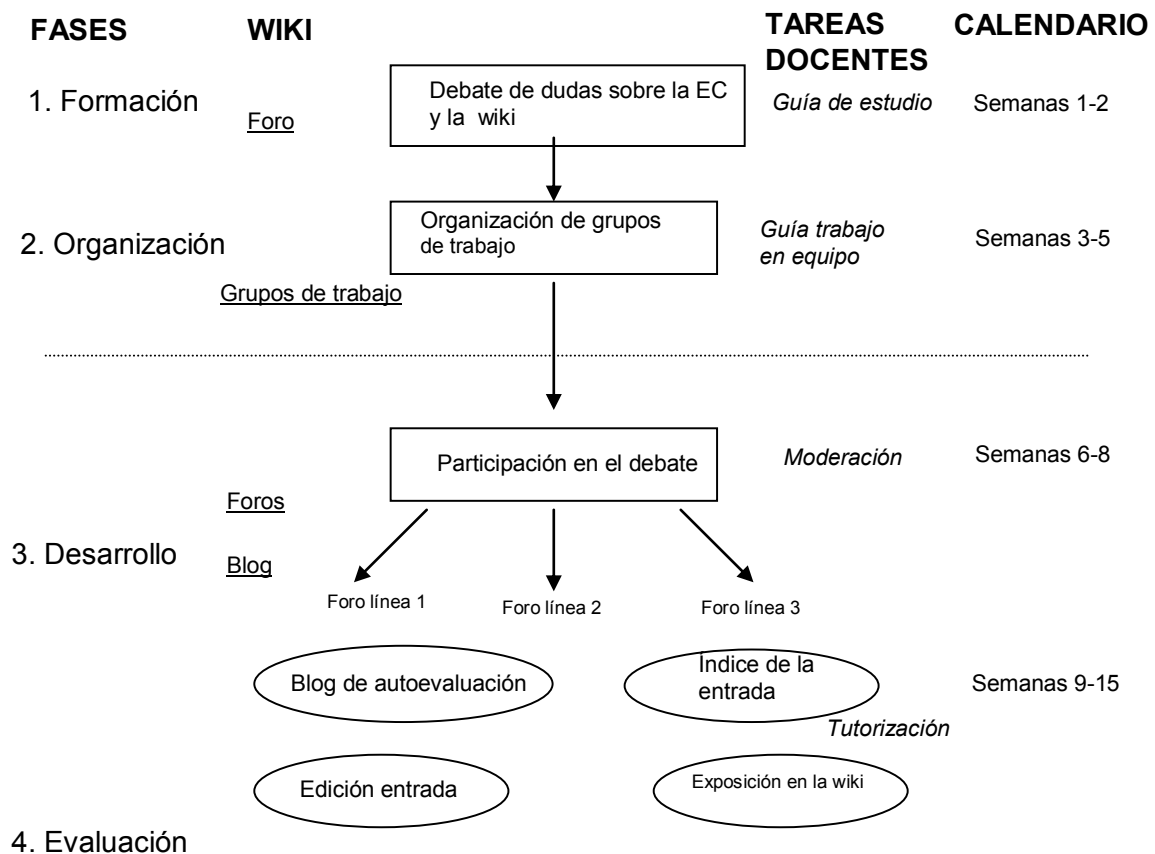 FASES WIKI TAREAS DOCENTES CALENDARIO
1. Formación
Foro
Debate de dudas sobre la EC
y la wiki
Guía de estudio
Semanas 1-2
2. Organización
Grupos de trabajo
Organización de grupos
de trabajo
Guía trabajo
en equipo
Semanas 3-5
Participación en el debate
Moderación
Semanas 6-8
Foros
3. Desarrollo
Blog
Foro línea 1
Foro línea 2
Foro línea 3
Blog de autoevaluación
Índice de la
entrada
Semanas 9-15
Tutorización
Edición entrada
Exposición en la wiki
4. Evaluación